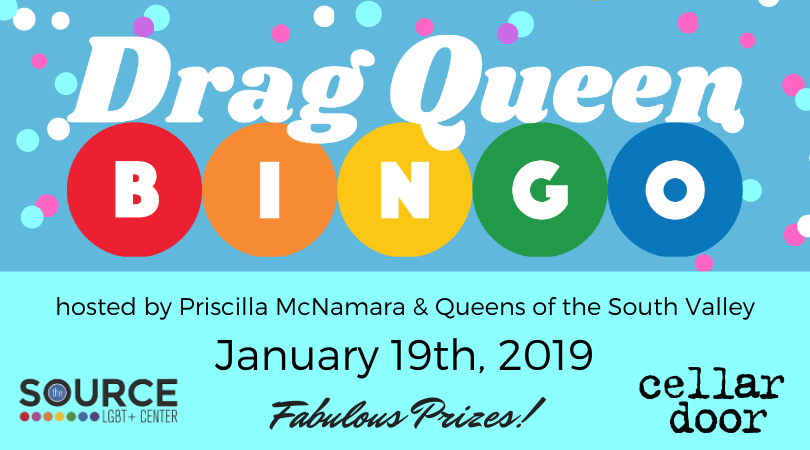 Drag Queen
BINGO
hosted by Priscilla McNamara & Queens of the South Valley
January 19th, 2019
the
SOURCE
LGBT+ CENTER
Fabulous Prizes!
cellar
door